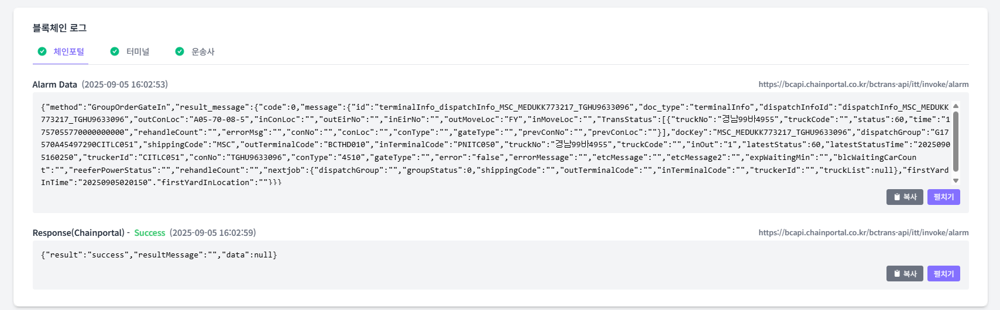 블록체인 로그
체인포털 터미널 운송사
Alarm Data (2025-09-05 16:02:53) https://bcapi.chainportal.co.kr/bctrans-api/itt/invoke/alarm
{"method":"GroupOrderGateIn","result_message":{"code":0,"message":{"id":"terminalInfo_dispatchInfo_MSC_MEDUKK773217_TGHU9633096","doc_type":"terminalInfo","dispatchInfoId":"dispatchInfo_MSC_MEDUKK
773217_TGHU9633096","outConLoc":"A05-70-08-5","inConLoc":"","outEirNo":"","inEirNo":"","outMoveLoc":"FY","inMoveLoc":"","TransStatus":[{"truckNo":"경남99바4955","truckCode":"","status":60,"time":"1
757055770000000000","rehandleCount":"","errorMsg":"","conNo":"","conLoc":"","conType":"","gateType":"","prevConNo":"","prevConLoc":""}],"docKey":"MSC_MEDUKK773217_TGHU9633096","dispatchGroup":"G17
570A45497290CITLC051","shippingCode":"MSC","outTerminalCode":"BCTHD010","inTerminalCode":"PNITC050","truckNo":"경남99바4955","truckCode":"","inOut":"1","latestStatus":60,"latestStatusTime":"2025090
5160250","truckerId":"CITLC051","conNo":"TGHU9633096","conType":"4510","gateType":"","error":"false","errorMessage":"","etcMessage":"","etcMessage2":"","expWaitingMin":"","blcWaitingCarCoun
t":"","reeferPowerStatus":"","rehandleCount":"","nextjob":{"dispatchGroup":"","groupStatus":0,"shippingCode":"","outTerminalCode":"","inTerminalCode":"","truckerId":"","truckList":null},"firstYard
InTime":"20250905020150","firstYardInLocation":""}}}
복사 펼치기
Response(Chainportal) - Success (2025-09-05 16:02:59) https://bcapi.chainportal.co.kr/bctrans-api/itt/invoke/alarm
{"result":"success","resultMessage":"","data":null}
복사 펼치기